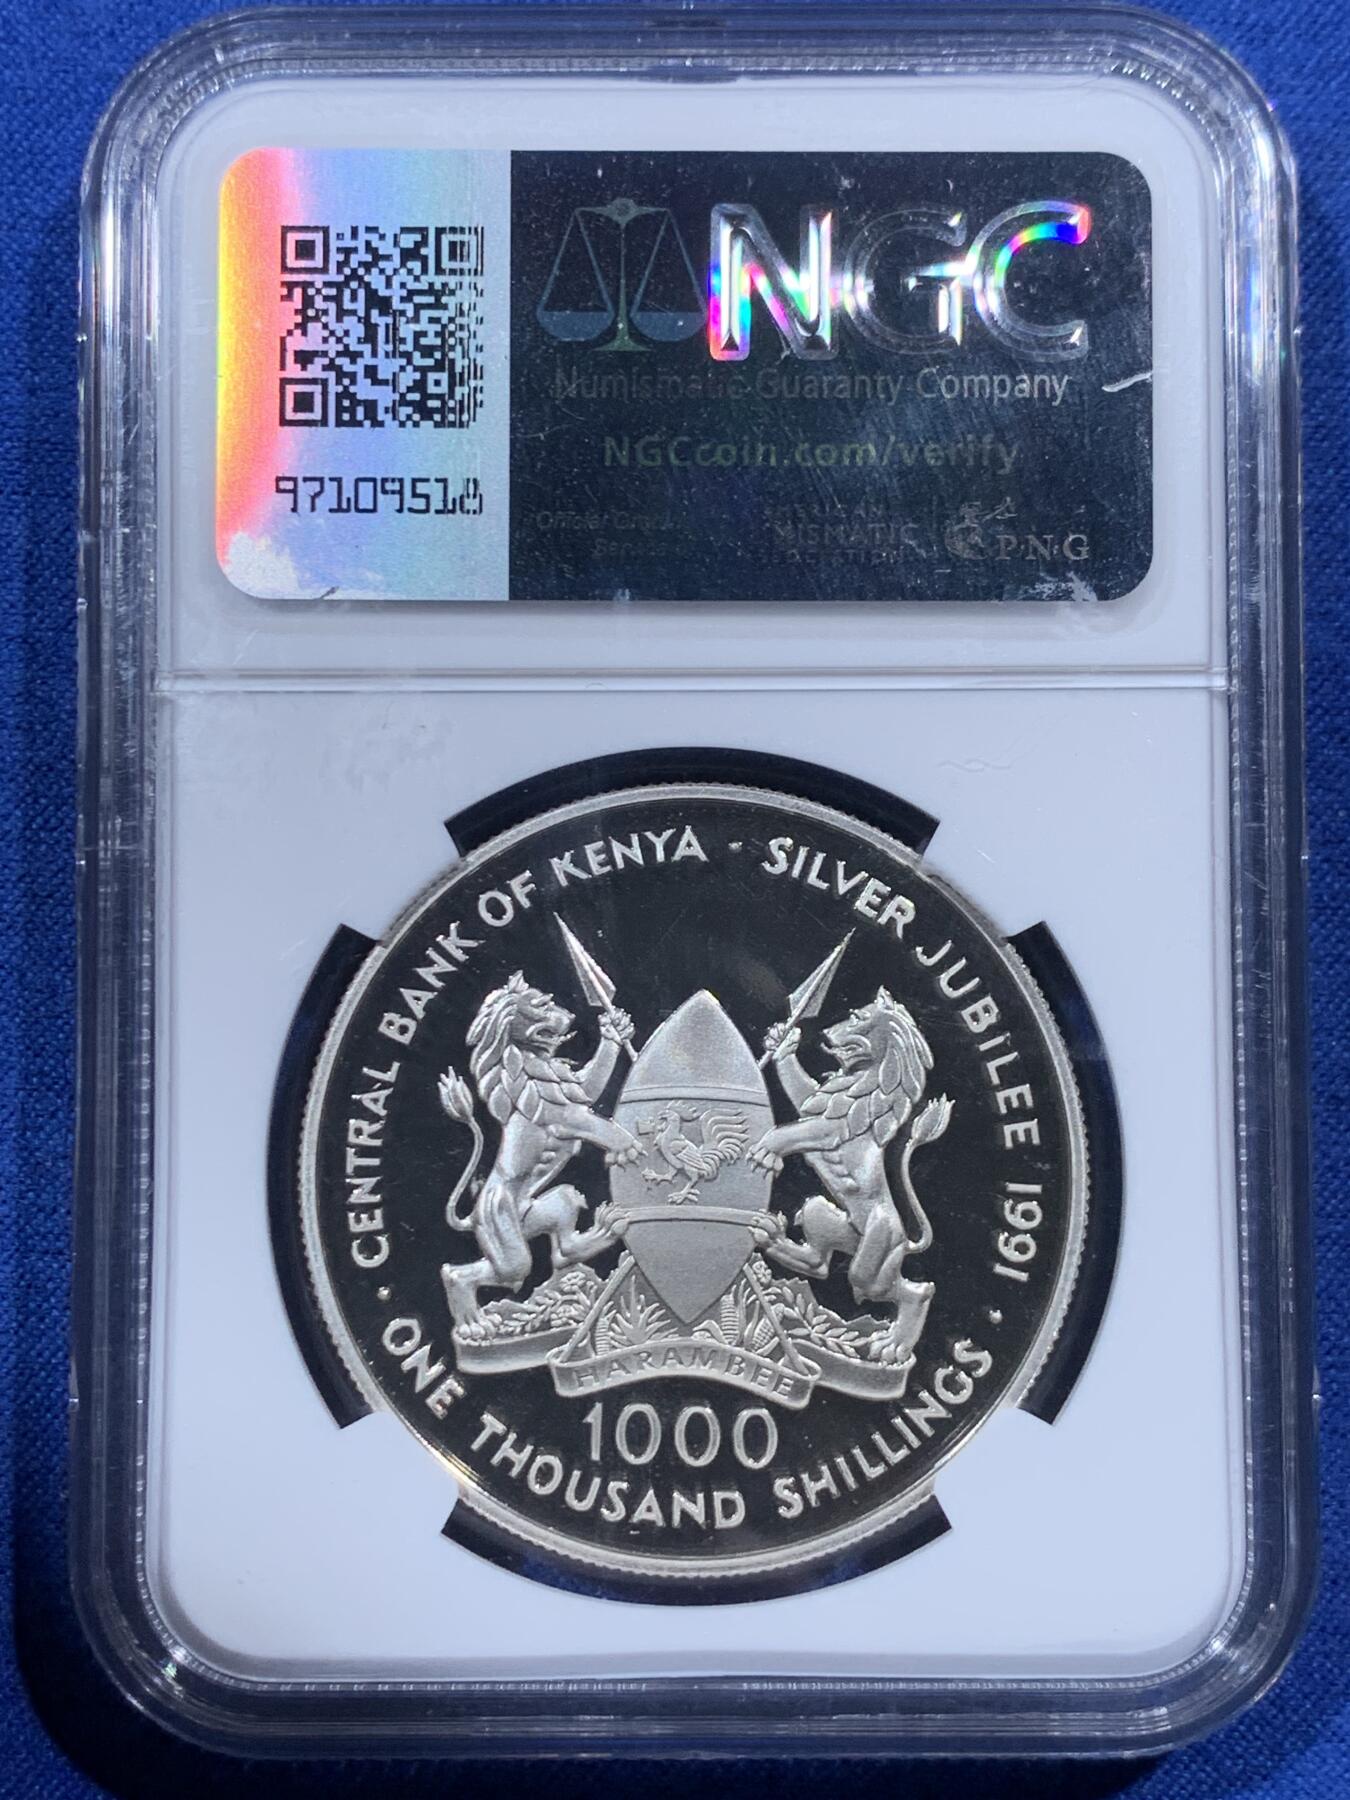 NGC
Numismatic Guaranty Company
NGCcoin.com/verify
97109518
PNG
CENTRAL BANK OF KENYA · SILVER JUBILEE 1991
HARAMBEE
1000
· ONE THOUSAND SHILLINGS ·